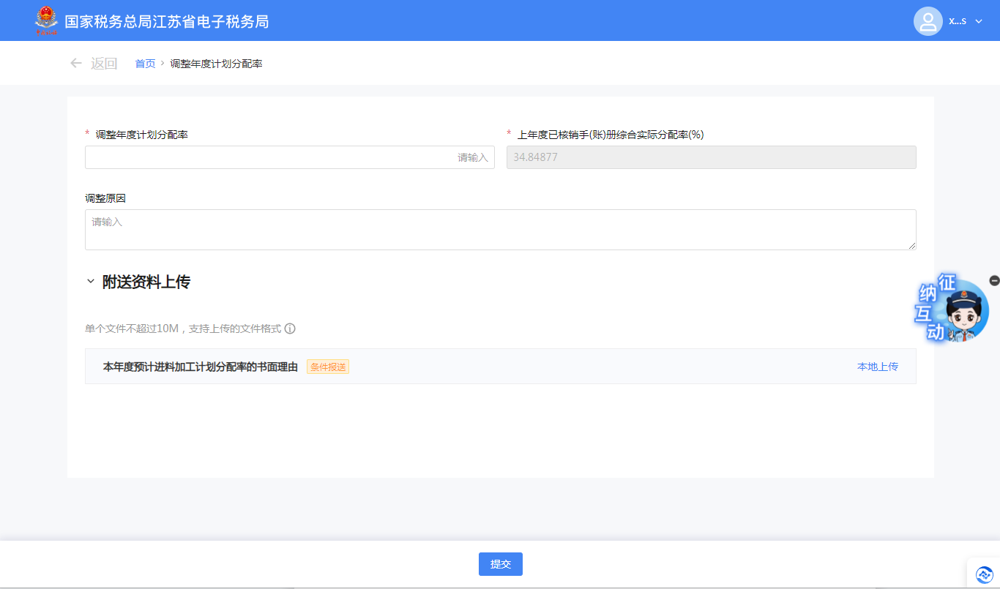 国家税务总局江苏省电子税务局
x...s
返回 首页 > 调整年度计划分配率
* 调整年度计划分配率
请输入
* 上年度已核销手(账)册综合实际分配率(%)
34.84877
调整原因
请输入
附送资料上传
单个文件不超过10M，支持上传的文件格式
本年度预计进料加工计划分配率的书面理由 条件报送 本地上传
征纳互动
提交